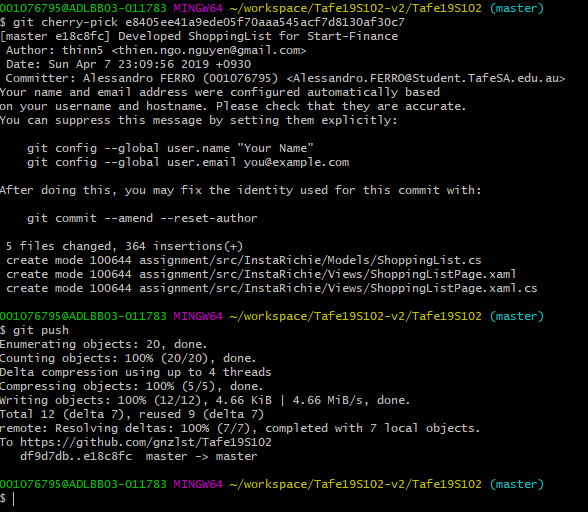 001076795@ADLBB03-011783 MINGW64 ~/workspace/Tafe19S102-v2/Tafe19S102 (master)
$ git cherry-pick e8405ee41a9ede05f70aaa545acf7d8130af30c7
[master e18c8fc] Developed ShoppingList for Start-Finance
 Author: thinn5 <thien.ngo.nguyen@gmail.com>
 Date: Sun Apr 7 23:09:56 2019 +0930
 Committer: Alessandro FERRO (001076795) <Alessandro.FERRO@Student.TafeSA.edu.au>
Your name and email address were configured automatically based
on your username and hostname. Please check that they are accurate.
You can suppress this message by setting them explicitly:
    git config --global user.name "Your Name"
    git config --global user.email you@example.com
After doing this, you may fix the identity used for this commit with:
    git commit --amend --reset-author
 5 files changed, 364 insertions(+)
 create mode 100644 assignment/src/InstaRichie/Models/ShoppingList.cs
 create mode 100644 assignment/src/InstaRichie/Views/ShoppingListPage.xaml
 create mode 100644 assignment/src/InstaRichie/Views/ShoppingListPage.xaml.cs
001076795@ADLBB03-011783 MINGW64 ~/workspace/Tafe19S102-v2/Tafe19S102 (master)
$ git push
Enumerating objects: 20, done.
Counting objects: 100% (20/20), done.
Delta compression using up to 4 threads
Compressing objects: 100% (5/5), done.
Writing objects: 100% (12/12), 4.66 KiB | 4.66 MiB/s, done.
Total 12 (delta 7), reused 9 (delta 7)
remote: Resolving deltas: 100% (7/7), completed with 7 local objects.
To https://github.com/gnzlst/Tafe19S102
   df9d7db..e18c8fc  master -> master
001076795@ADLBB03-011783 MINGW64 ~/workspace/Tafe19S102-v2/Tafe19S102 (master)
$